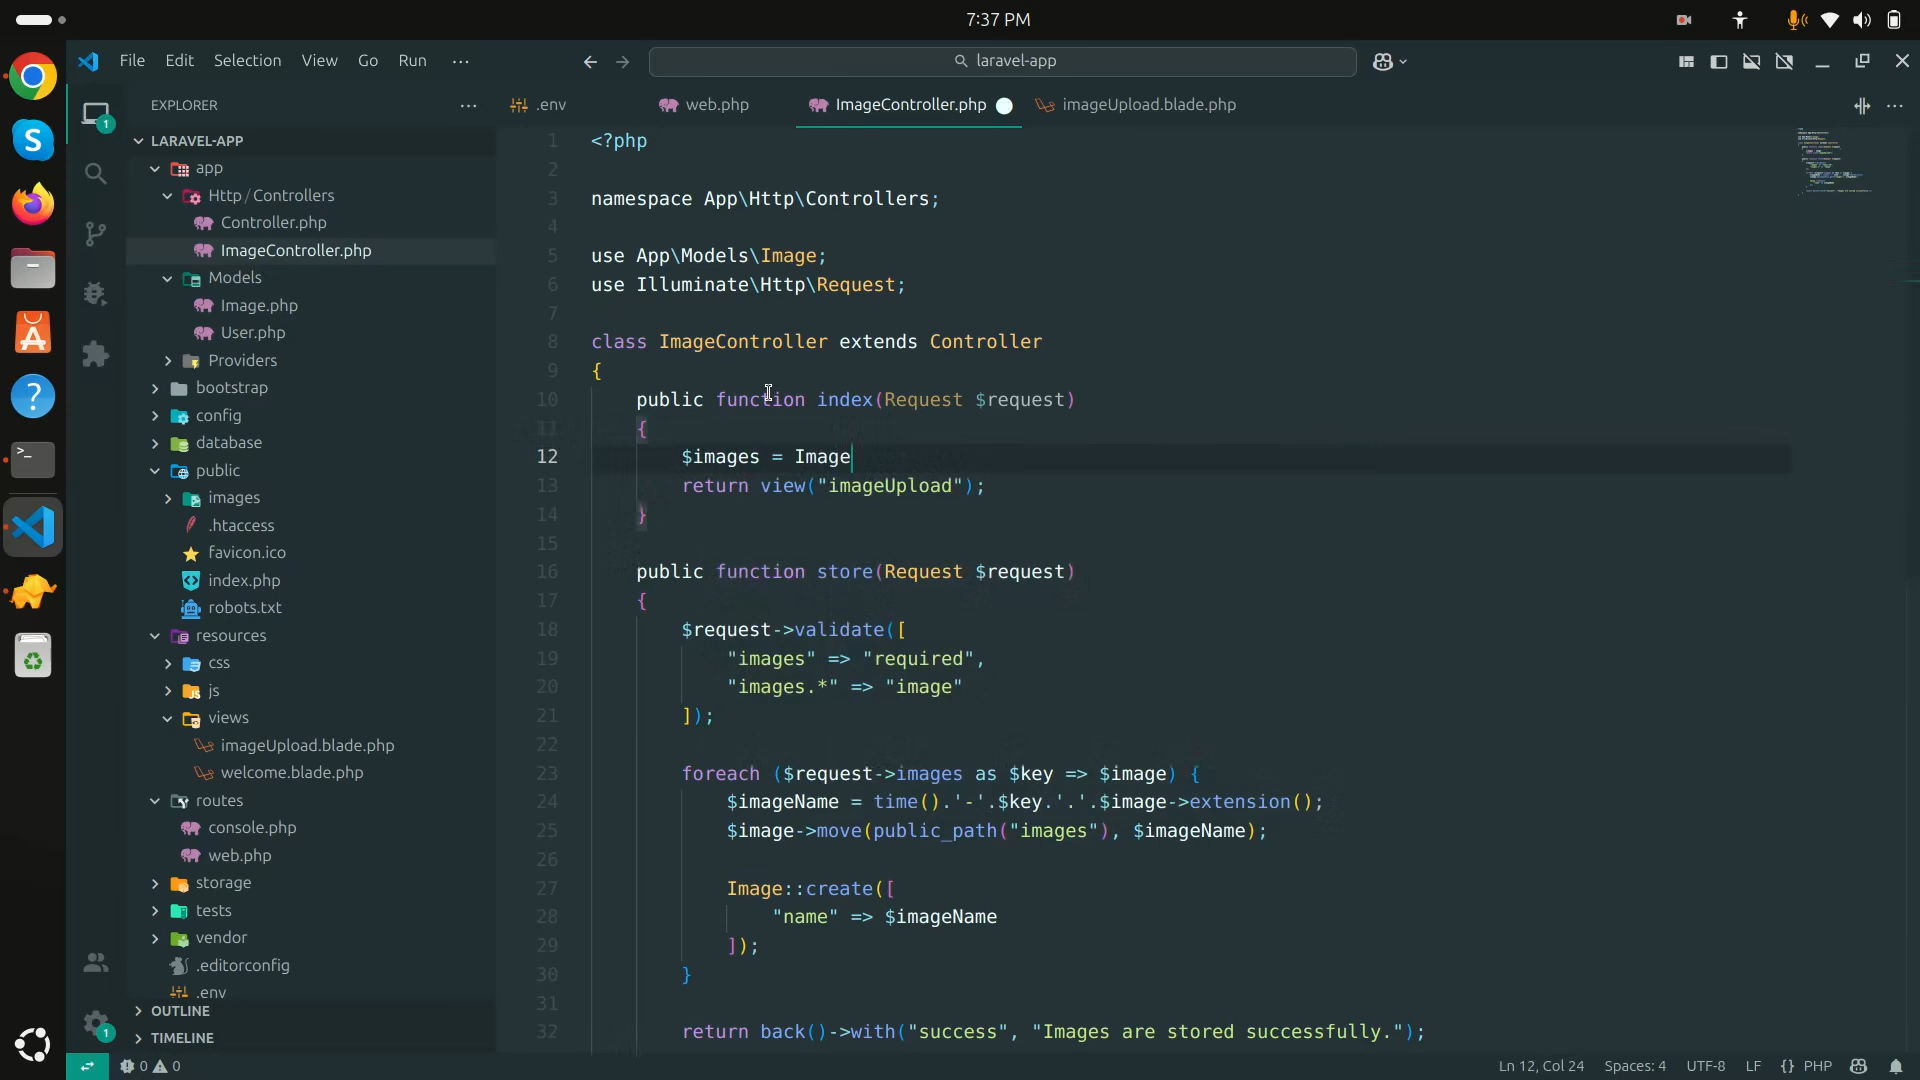 7:37 PM
File Edit Selection View Go Run ...
laravel-app
EXPLORER ...
.env web.php ImageController.php imageUpload.blade.php ...
LARAVEL-APP
app
Http / Controllers
Controller.php
ImageController.php
Models
Image.php
User.php
Providers
bootstrap
config
database
public
images
.htaccess
favicon.ico
index.php
robots.txt
resources
css
js
views
imageUpload.blade.php
welcome.blade.php
routes
console.php
web.php
storage
tests
vendor
.editorconfig
.env
OUTLINE
TIMELINE
1 <?php
2
3 namespace App\Http\Controllers;
4
5 use App\Models\Image;
6 use Illuminate\Http\Request;
7
8 class ImageController extends Controller
9 {
10 public function index(Request $request)
11 {
12 $images = Image
13 return view("imageUpload");
14 }
15
16 public function store(Request $request)
17 {
18 $request->validate([
19 "images" => "required",
20 "images.*" => "image"
21 ]);
22
23 foreach ($request->images as $key => $image) {
24 $imageName = time().'-'.$key.'.'.$image->extension();
25 $image->move(public_path("images"), $imageName);
26
27 Image::create([
28 "name" => $imageName
29 ]);
30 }
31
32 return back()->with("success", "Images are stored successfully.");
0 0 Ln 12, Col 24 Spaces: 4 UTF-8 LF {} PHP